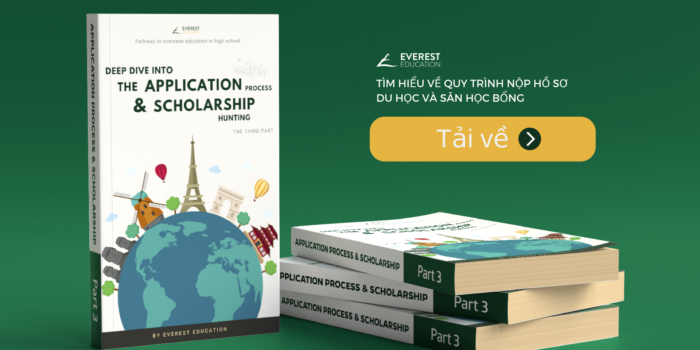 EVEREST
EDUCATION
Pathway to overseas education in high school
DEEP DIVE INTO
THE APPLICATION PROCESS
& SCHOLARSHIP
HUNTING
THE THIRD PART
BY EVEREST EDUCATION
APPLICATION PROCESS & SCHOLARSHIP
Part 3
EVEREST
EDUCATION
TÌM HIỂU VỀ QUY TRÌNH NỘP HỒ SƠ
DU HỌC VÀ SĂN HỌC BỔNG
Tải về
APPLICATION PROCESS & SCHOLARSHIP
Part 3
APPLICATION PROCESS & SCHOLARSHIP
Part 3
APPLICATION PROCESS & SCHOLARSHIP
Part 3